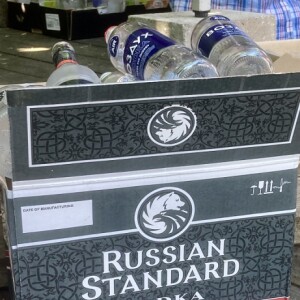 DATE OF MANUFACTURING
RUSSIAN
STANDARD